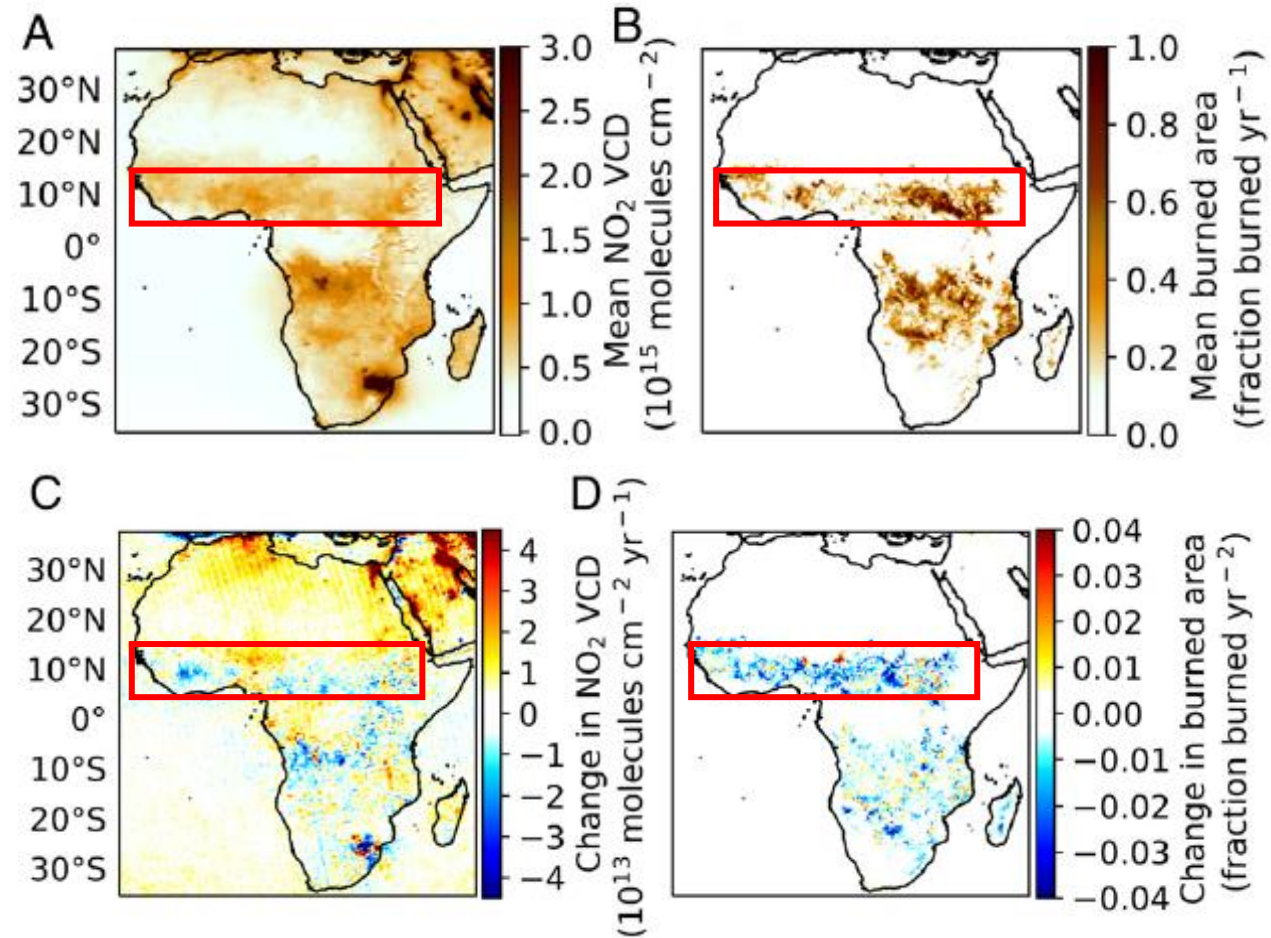 A
30°N
20°N
10°N
0°
10°S
20°S
30°S
3.0
2.5
2.0
1.5
1.0
0.5
0.0
Mean NO₂ VCD
(10¹⁵ molecules cm⁻²)
B
1.0
0.8
0.6
0.4
0.2
0.0
Mean burned area
(fraction burned yr⁻¹)
C
30°N
20°N
10°N
0°
10°S
20°S
30°S
4
3
2
1
0
−1
−2
−3
−4
Change in NO₂ VCD
(10¹³ molecules cm⁻² yr⁻¹)
D
0.04
0.03
0.02
0.01
0.00
−0.01
−0.02
−0.03
−0.04
Change in burned area
(fraction burned yr⁻²)